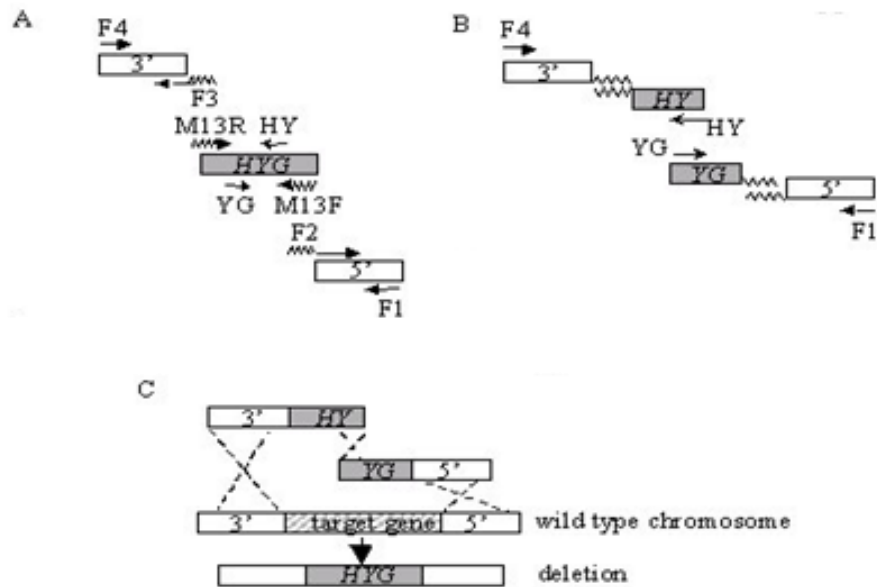 A
F4
3'
F3
M13R HY
HYG
YG M13F
F2
5'
F1
B
F4
3'
HY
HY
YG
YG
5'
F1
C
3' HY
YG 5'
3' target gene 5' wild type chromosome
HYG deletion